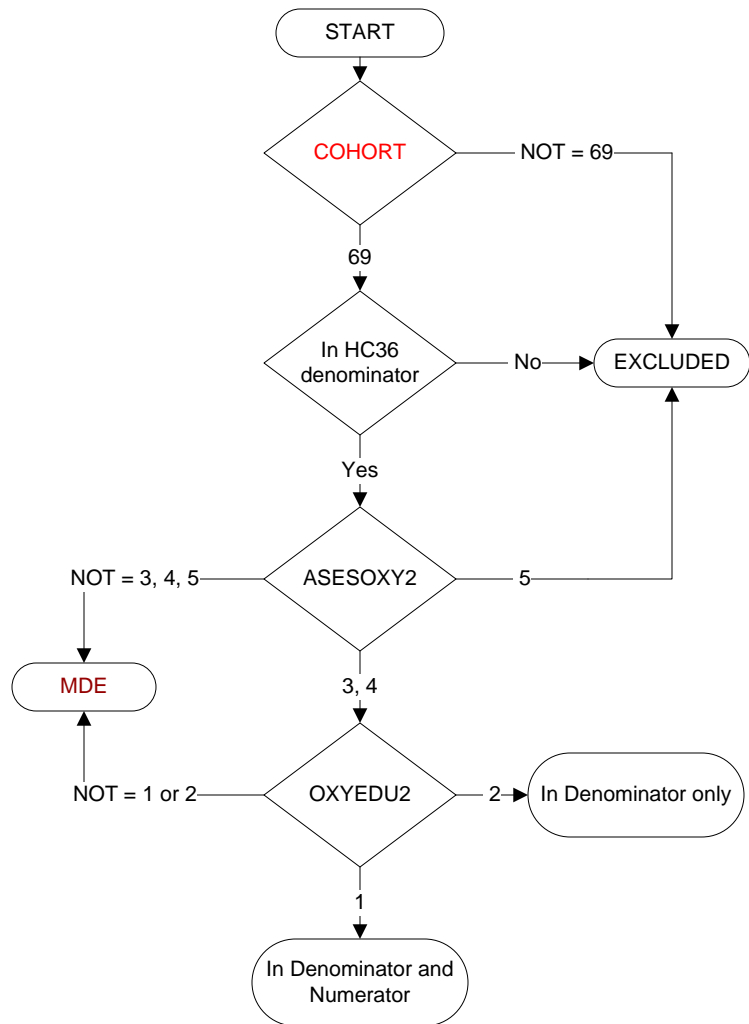 START
COHORT
NOT = 69
69
In HC36
denominator
No
EXCLUDED
Yes
NOT = 3, 4, 5
ASESOXY2
5
MDE
3, 4
NOT = 1 or 2
OXYEDU2
2
In Denominator only
1
In Denominator and
Numerator